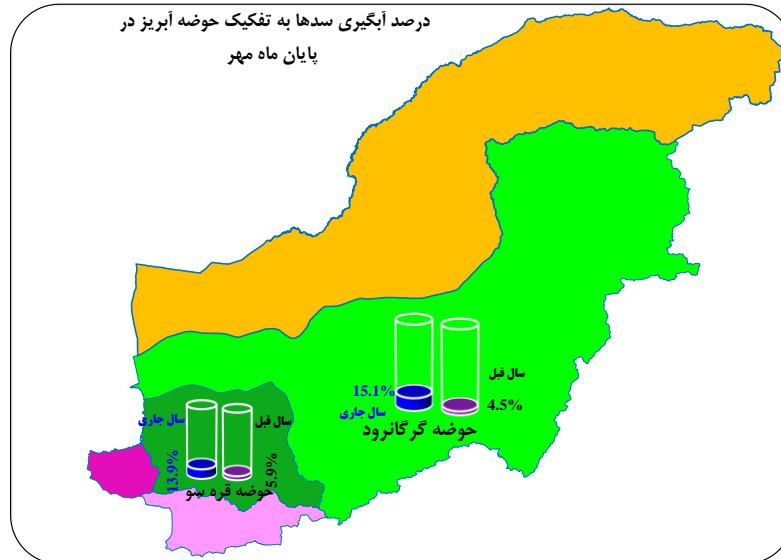 درصد آبگیری سدها به تفکیک حوضه آبریز در
پایان ماه مهر
سال قبل
15.1%
4.5%
سال جاری
حوضه گرگانرود
سال جاری
سال قبل
13.9%
5.9%
حوضه قره سو